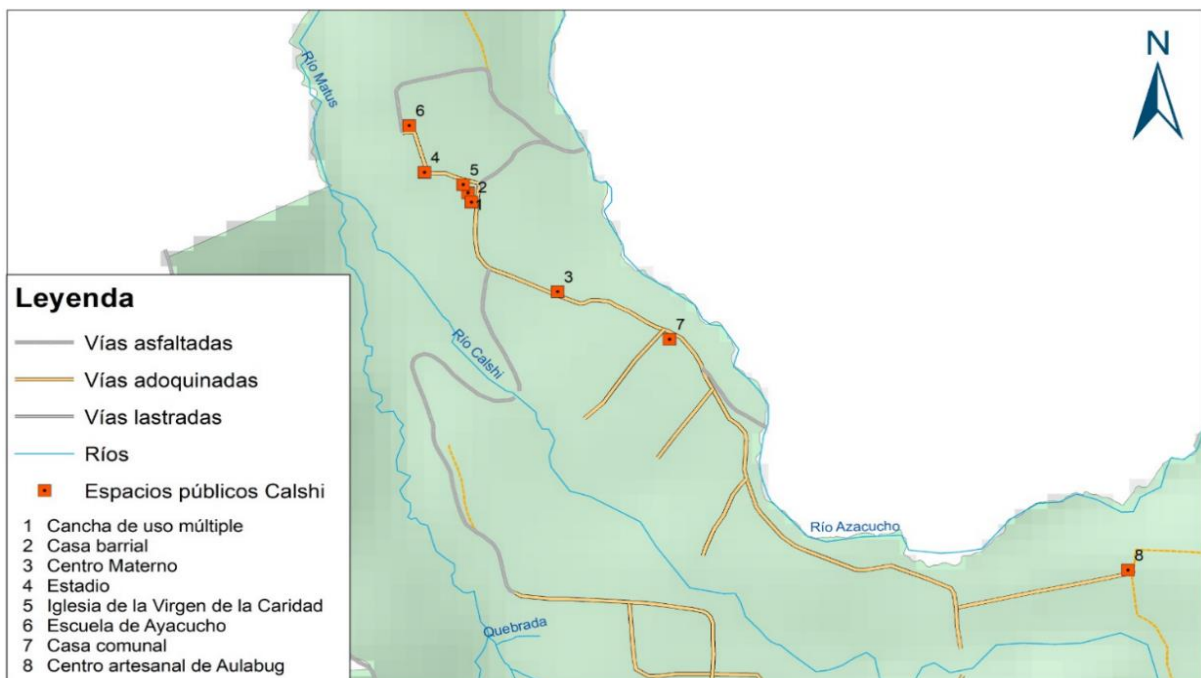 N
Río Matus
6
4
5
2
1
3
7
Río Calshi
Río Azacucho
8
Quebrada
Leyenda
Vías asfaltadas
Vías adoquinadas
Vías lastradas
Ríos
Espacios públicos Calshi
1 Cancha de uso múltiple
2 Casa barrial
3 Centro Materno
4 Estadio
5 Iglesia de la Virgen de la Caridad
6 Escuela de Ayacucho
7 Casa comunal
8 Centro artesanal de Aulabug